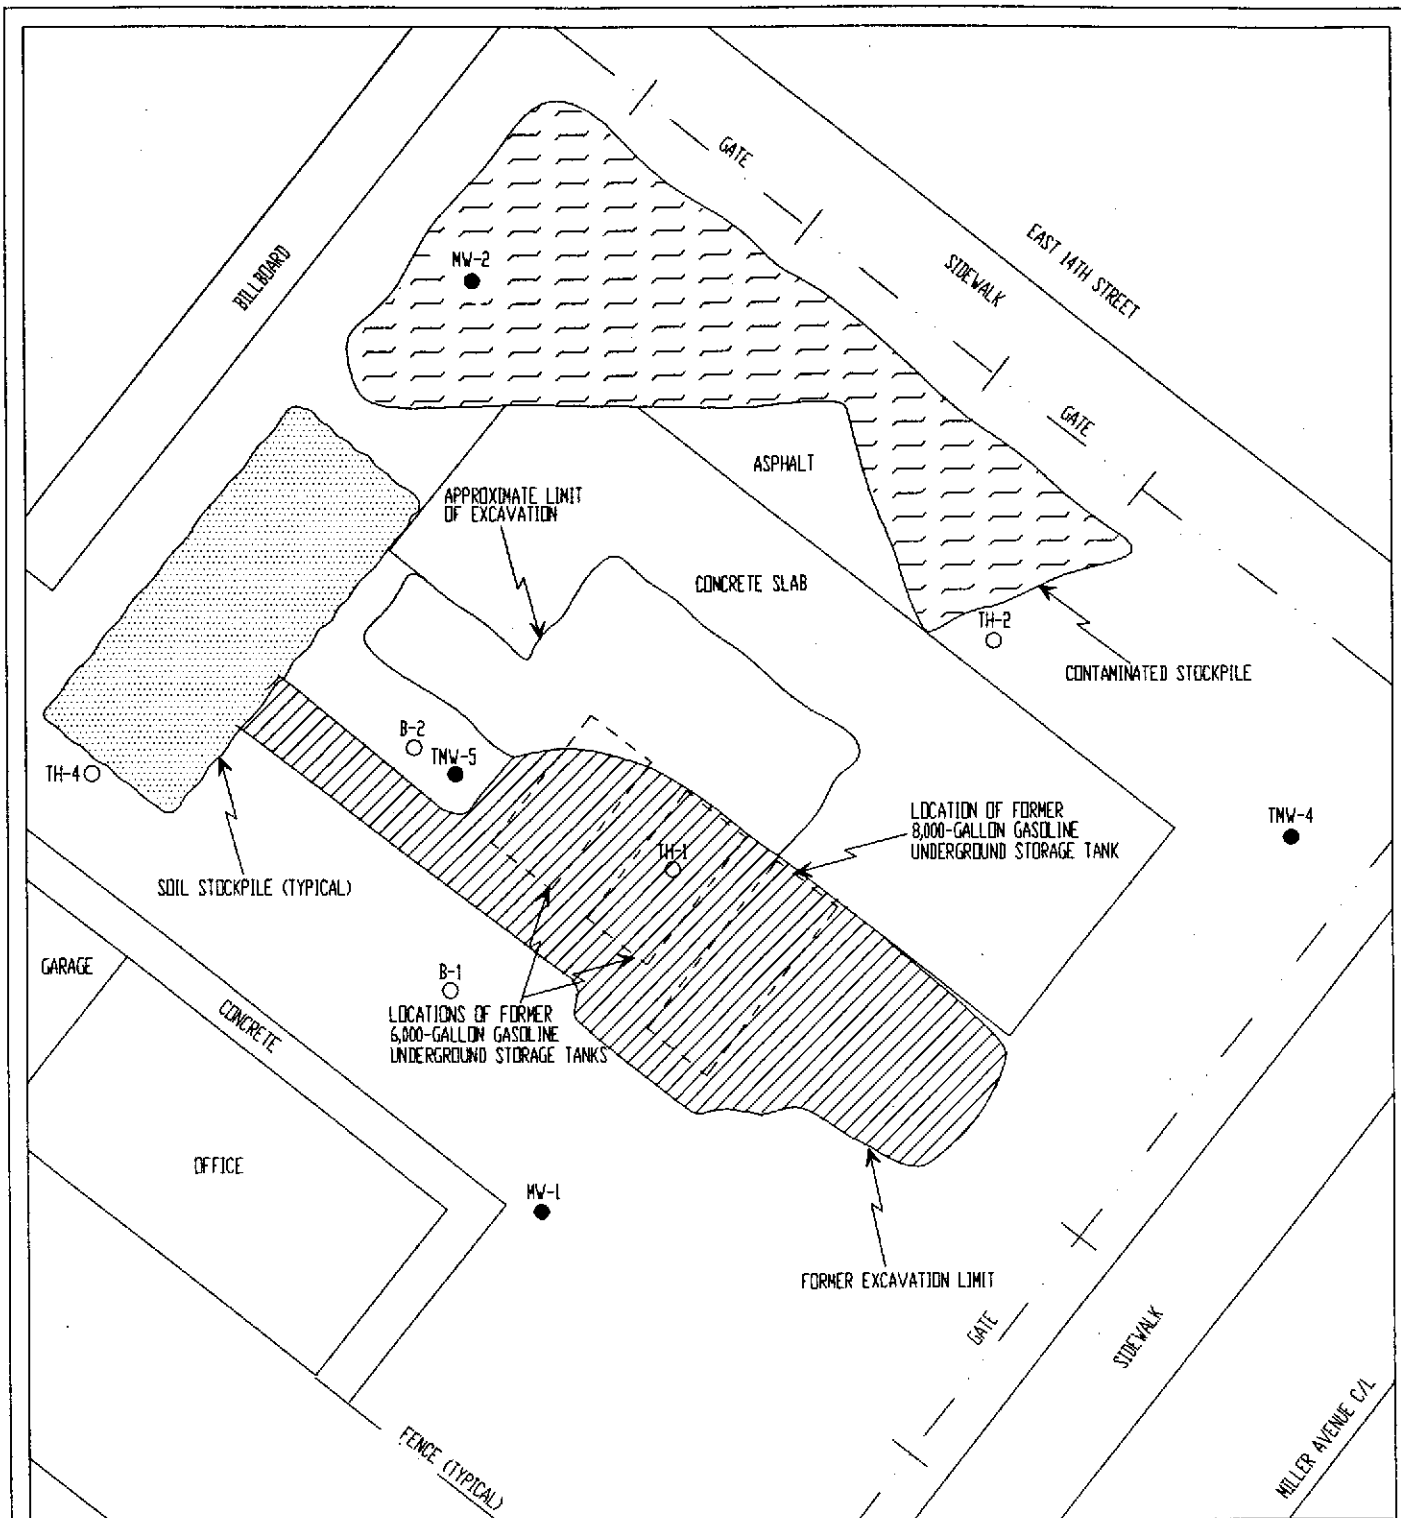 GATE
EAST 14TH STREET
SIDEWALK
BILLBOARD
MW-2
GATE
ASPHALT
APPROXIMATE LIMIT
OF EXCAVATION
CONCRETE SLAB
TH-2
CONTAMINATED STOCKPILE
B-2
TMW-5
TH-4
LOCATION OF FORMER
8,000-GALLON GASOLINE
UNDERGROUND STORAGE TANK
TMW-4
TH-1
SOIL STOCKPILE (TYPICAL)
GARAGE
B-1
CONCRETE
LOCATIONS OF FORMER
6,000-GALLON GASOLINE
UNDERGROUND STORAGE TANKS
OFFICE
MW-1
FORMER EXCAVATION LIMIT
GATE
SIDEWALK
MILLER AVENUE C/L
FENCE (TYPICAL)